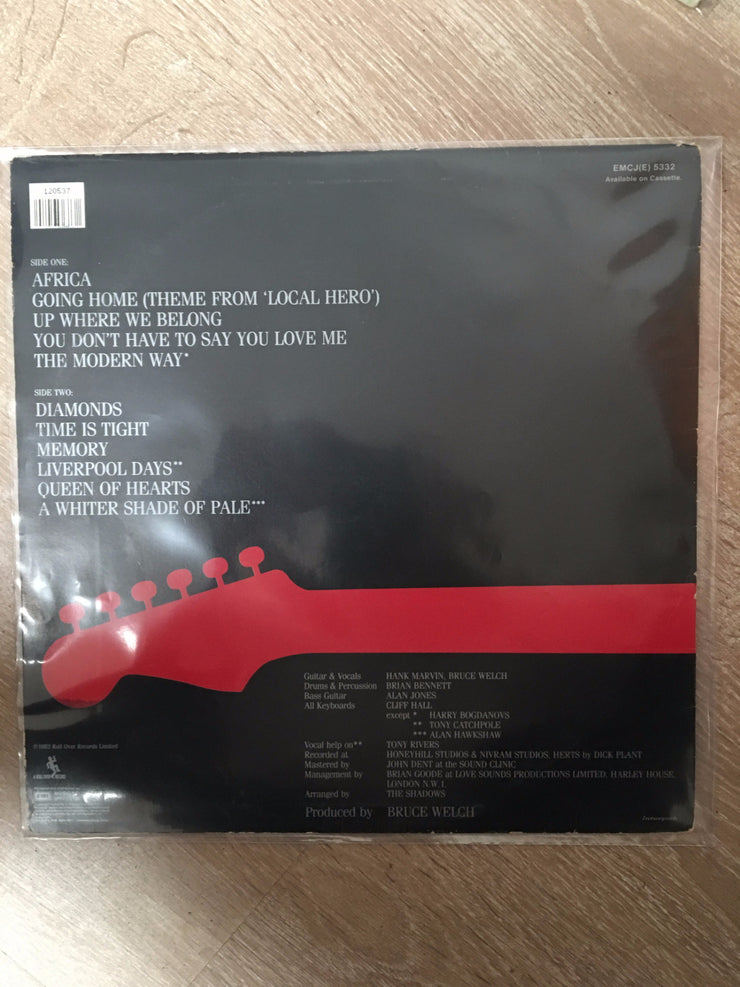 120537
EMCJ(E) 5332
Available on Cassette.
SIDE ONE:
AFRICA
GOING HOME (THEME FROM ‘LOCAL HERO’)
UP WHERE WE BELONG
YOU DON'T HAVE TO SAY YOU LOVE ME
THE MODERN WAY*
SIDE TWO:
DIAMONDS
TIME IS TIGHT
MEMORY
LIVERPOOL DAYS**
QUEEN OF HEARTS
A WHITER SHADE OF PALE***
Guitar & Vocals HANK MARVIN, BRUCE WELCH
Drums & Percussion BRIAN BENNETT
Bass Guitar ALAN JONES
All Keyboards CLIFF HALL
except * HARRY BOGDANOVS
** TONY CATCHPOLE
*** ALAN HAWKSHAW
Vocal help on** TONY RIVERS
Recorded at HONEYHILL STUDIOS & NIVRAM STUDIOS, HERTS by DICK PLANT
Mastered by JOHN DENT at the SOUND CLINIC
Management by BRIAN GOODE at LOVE SOUNDS PRODUCTIONS LIMITED, HARLEY HOUSE,
LONDON N.W.1.
Arranged by THE SHADOWS
Produced by BRUCE WELCH
Roll Over Records Limited
EMI